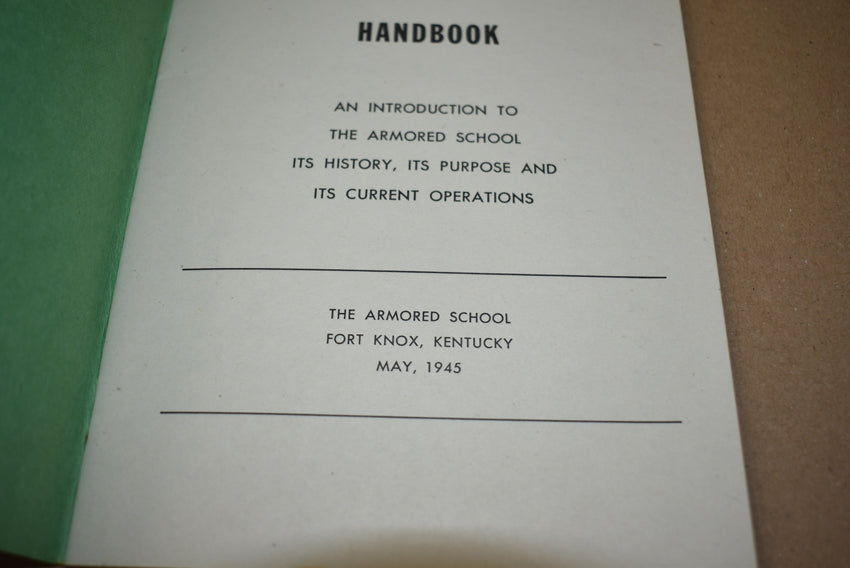 HANDBOOK
AN INTRODUCTION TO
THE ARMORED SCHOOL
ITS HISTORY, ITS PURPOSE AND
ITS CURRENT OPERATIONS
THE ARMORED SCHOOL
FORT KNOX, KENTUCKY
MAY, 1945